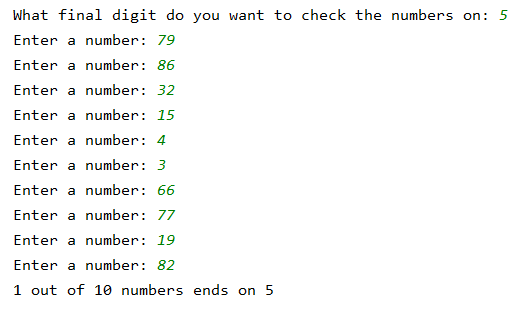 What final digit do you want to check the numbers on: 5
Enter a number: 79
Enter a number: 86
Enter a number: 32
Enter a number: 15
Enter a number: 4
Enter a number: 3
Enter a number: 66
Enter a number: 77
Enter a number: 19
Enter a number: 82
1 out of 10 numbers ends on 5